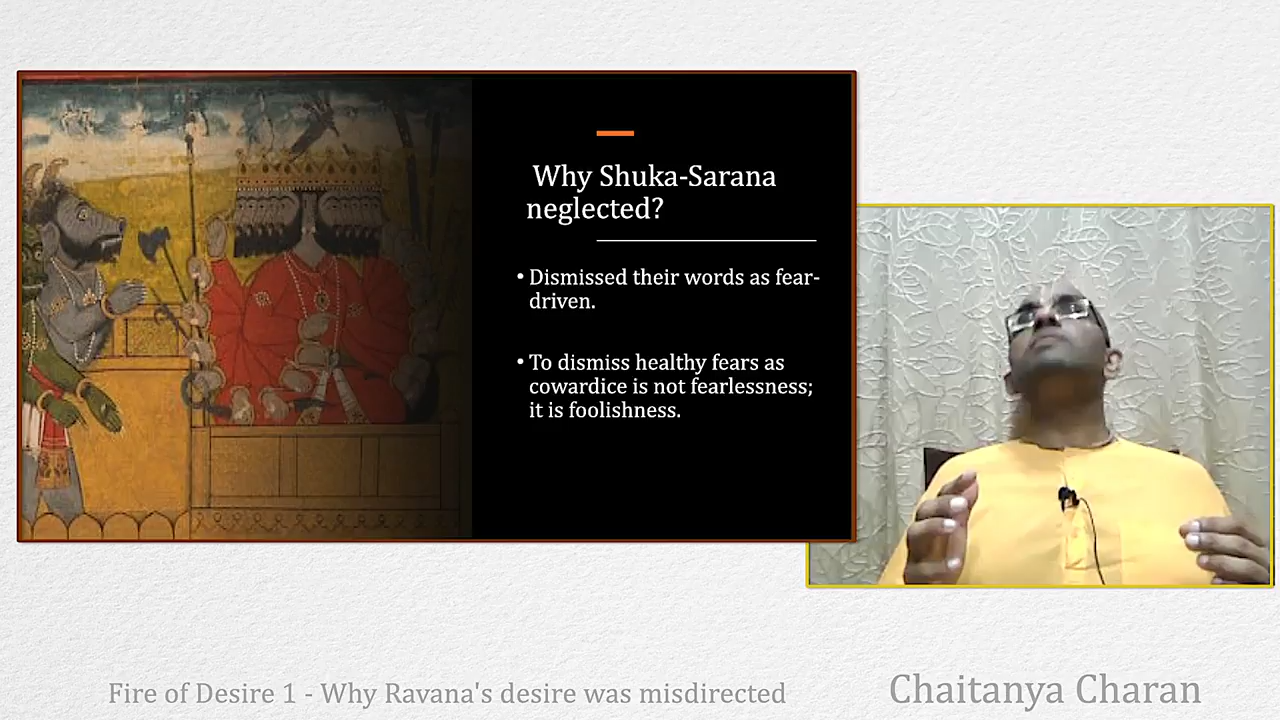 Why Shuka-Sarana
neglected?
• Dismissed their words as fear-
driven.
• To dismiss healthy fears as
cowardice is not fearlessness;
it is foolishness.
Fire of Desire 1 - Why Ravana's desire was misdirected
Chaitanya Charan